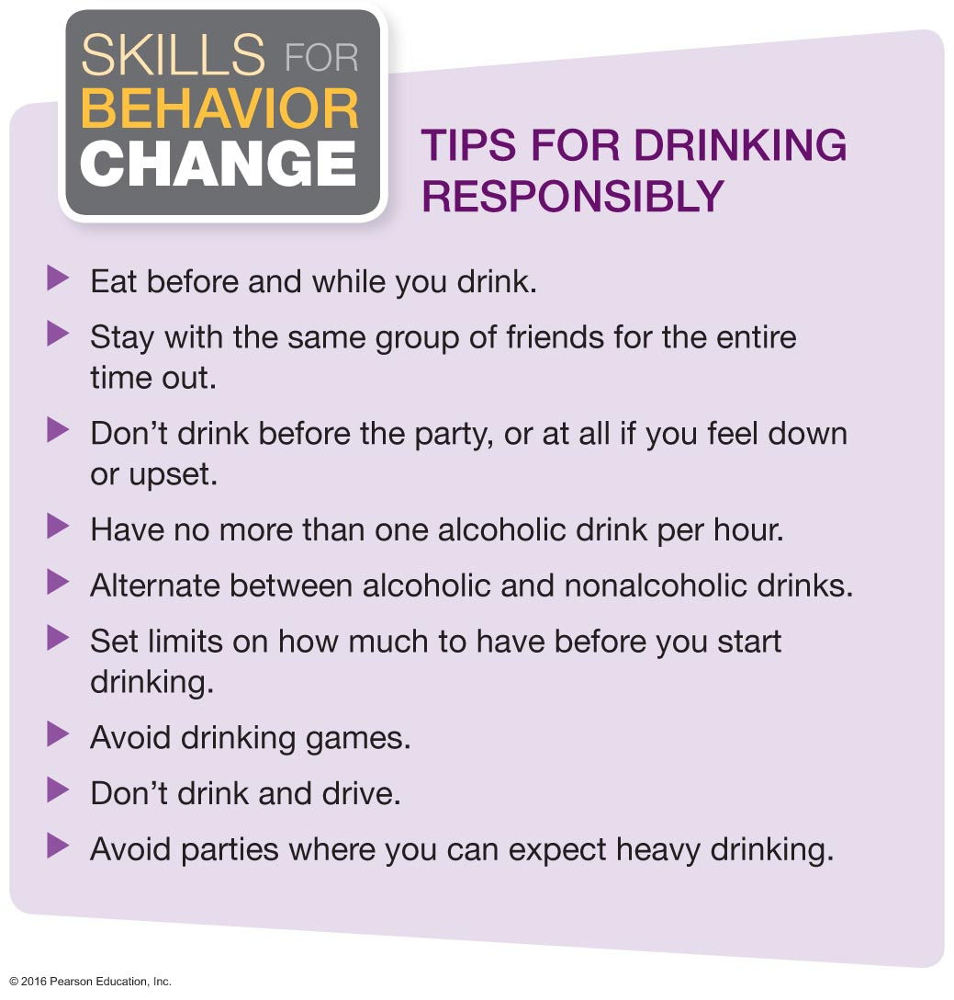 SKILLS FOR
BEHAVIOR
CHANGE
TIPS FOR DRINKING
RESPONSIBLY
Eat before and while you drink.
Stay with the same group of friends for the entire
time out.
Don’t drink before the party, or at all if you feel down
or upset.
Have no more than one alcoholic drink per hour.
Alternate between alcoholic and nonalcoholic drinks.
Set limits on how much to have before you start
drinking.
Avoid drinking games.
Don’t drink and drive.
Avoid parties where you can expect heavy drinking.
© 2016 Pearson Education, Inc.